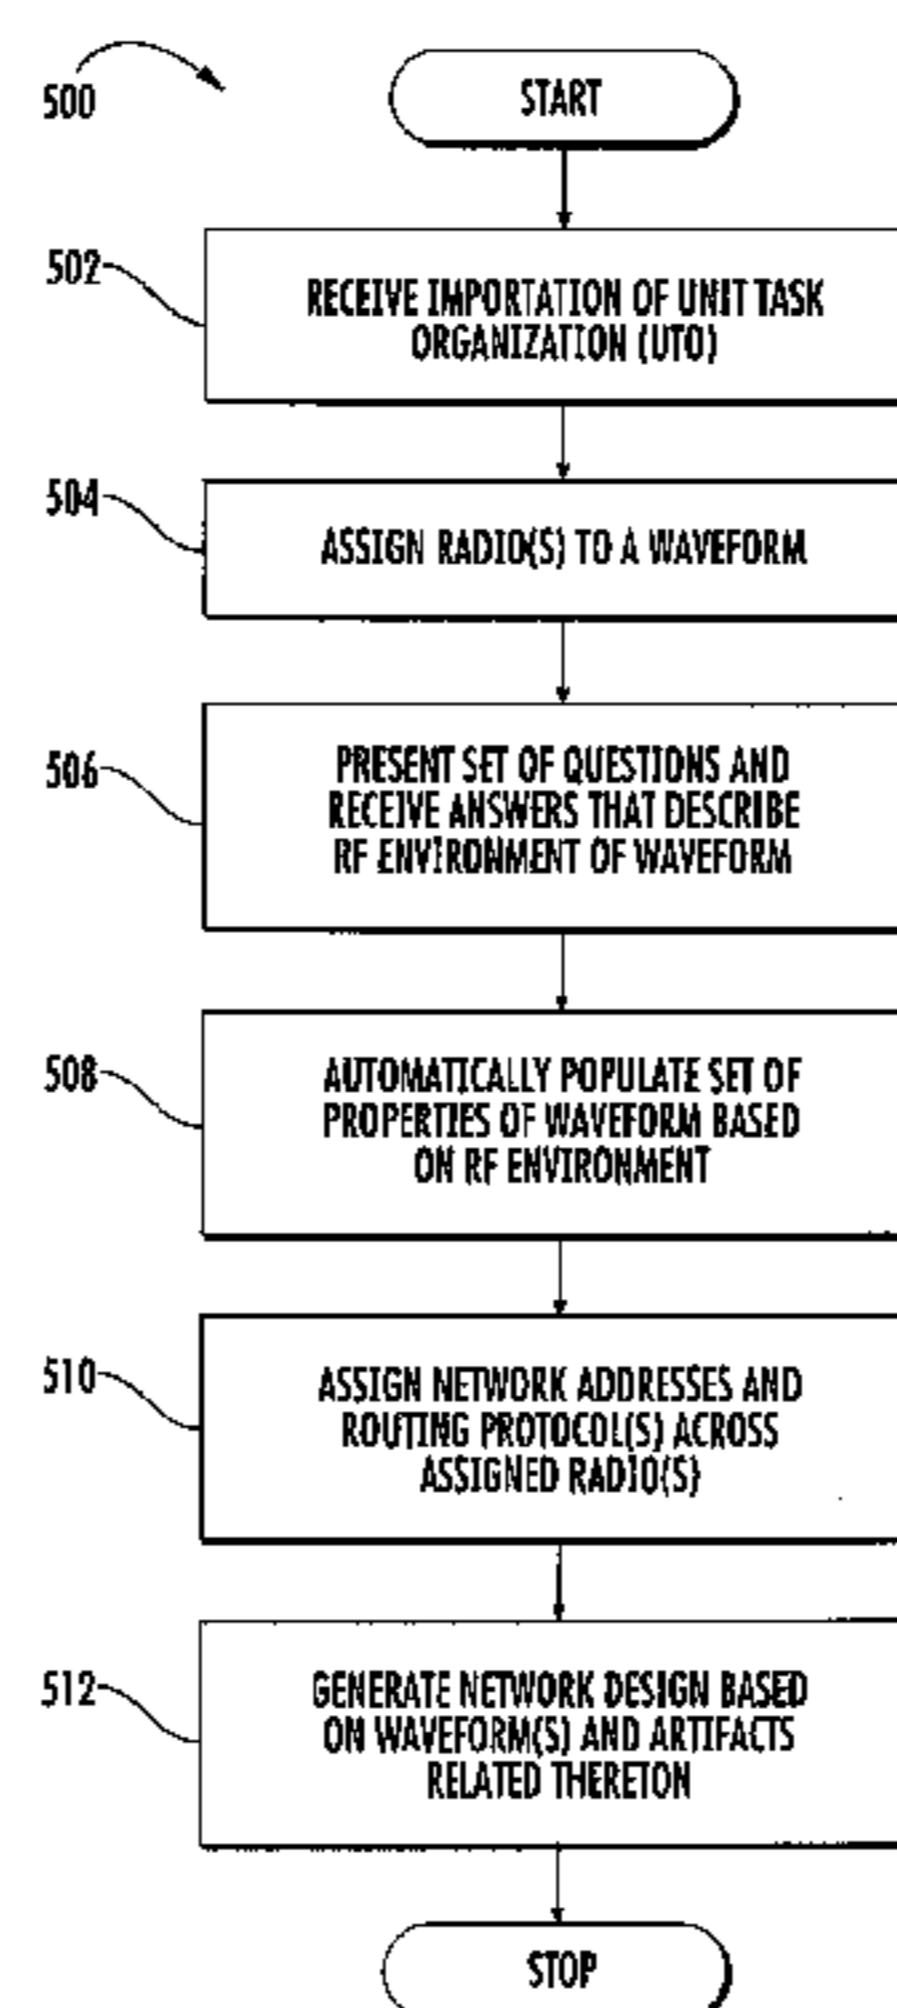 500
START
502
RECEIVE IMPORTATION OF UNIT TASK
ORGANIZATION (UTO)
504
ASSIGN RADIO(S) TO A WAVEFORM
506
PRESENT SET OF QUESTIONS AND
RECEIVE ANSWERS THAT DESCRIBE
RF ENVIRONMENT OF WAVEFORM
508
AUTOMATICALLY POPULATE SET OF
PROPERTIES OF WAVEFORM BASED
ON RF ENVIRONMENT
510
ASSIGN NETWORK ADDRESSES AND
ROUTING PROTOCOL(S) ACROSS
ASSIGNED RADIO(S)
512
GENERATE NETWORK DESIGN BASED
ON WAVEFORM(S) AND ARTIFACTS
RELATED THERETON
STOP